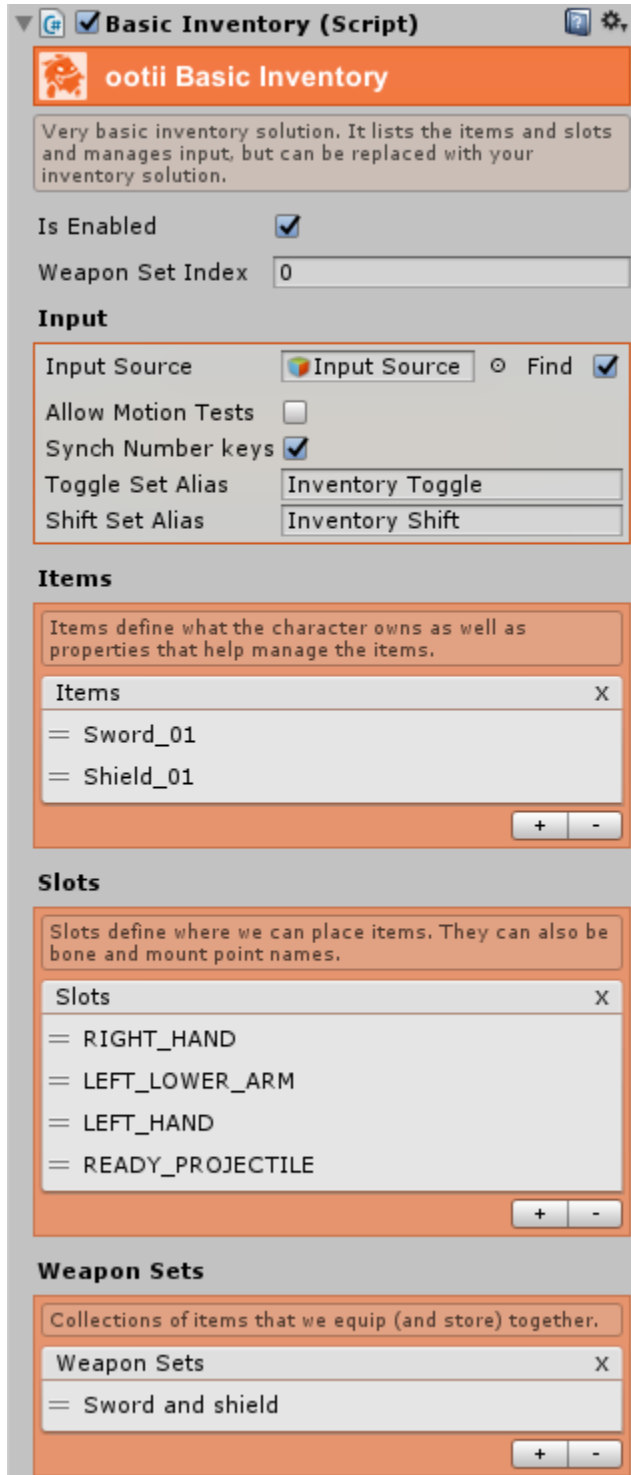 Basic Inventory (Script)
ootii Basic Inventory
Very basic inventory solution. It lists the items and slots
and manages input, but can be replaced with your
inventory solution.
Is Enabled
Weapon Set Index 0
Input
Input Source Input Source Find
Allow Motion Tests
Synch Number keys
Toggle Set Alias Inventory Toggle
Shift Set Alias Inventory Shift
Items
Items define what the character owns as well as
properties that help manage the items.
Items X
Sword_01
Shield_01
+ -
Slots
Slots define where we can place items. They can also be
bone and mount point names.
Slots X
RIGHT_HAND
LEFT_LOWER_ARM
LEFT_HAND
READY_PROJECTILE
+ -
Weapon Sets
Collections of items that we equip (and store) together.
Weapon Sets X
Sword and shield
+ -